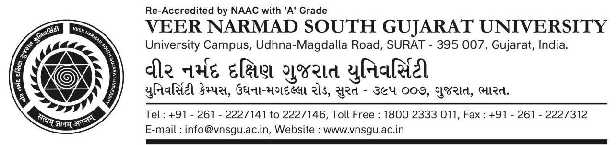 Re-Accredited by NAAC with 'A' Grade
VEER NARMAD SOUTH GUJARAT UNIVERSITY
University Campus, Udhna-Magdalla Road, SURAT - 395 007, Gujarat, India.
વીર નર્મદ દક્ષિણ ગુજરાત યુનિવર્સિટી
યુનિવર્સિટી કેમ્પસ, ઉધના-મગદલ્લા રોડ, સુરત - ૩૯૫ ૦૦૭, ગુજરાત, ભારત.
Tel : +91 - 261 - 2227141 to 2227146, Toll Free : 1800 2333 011, Fax : +91 - 261 - 2227312
E-mail : info@vnsgu.ac.in, Website : www.vnsgu.ac.in